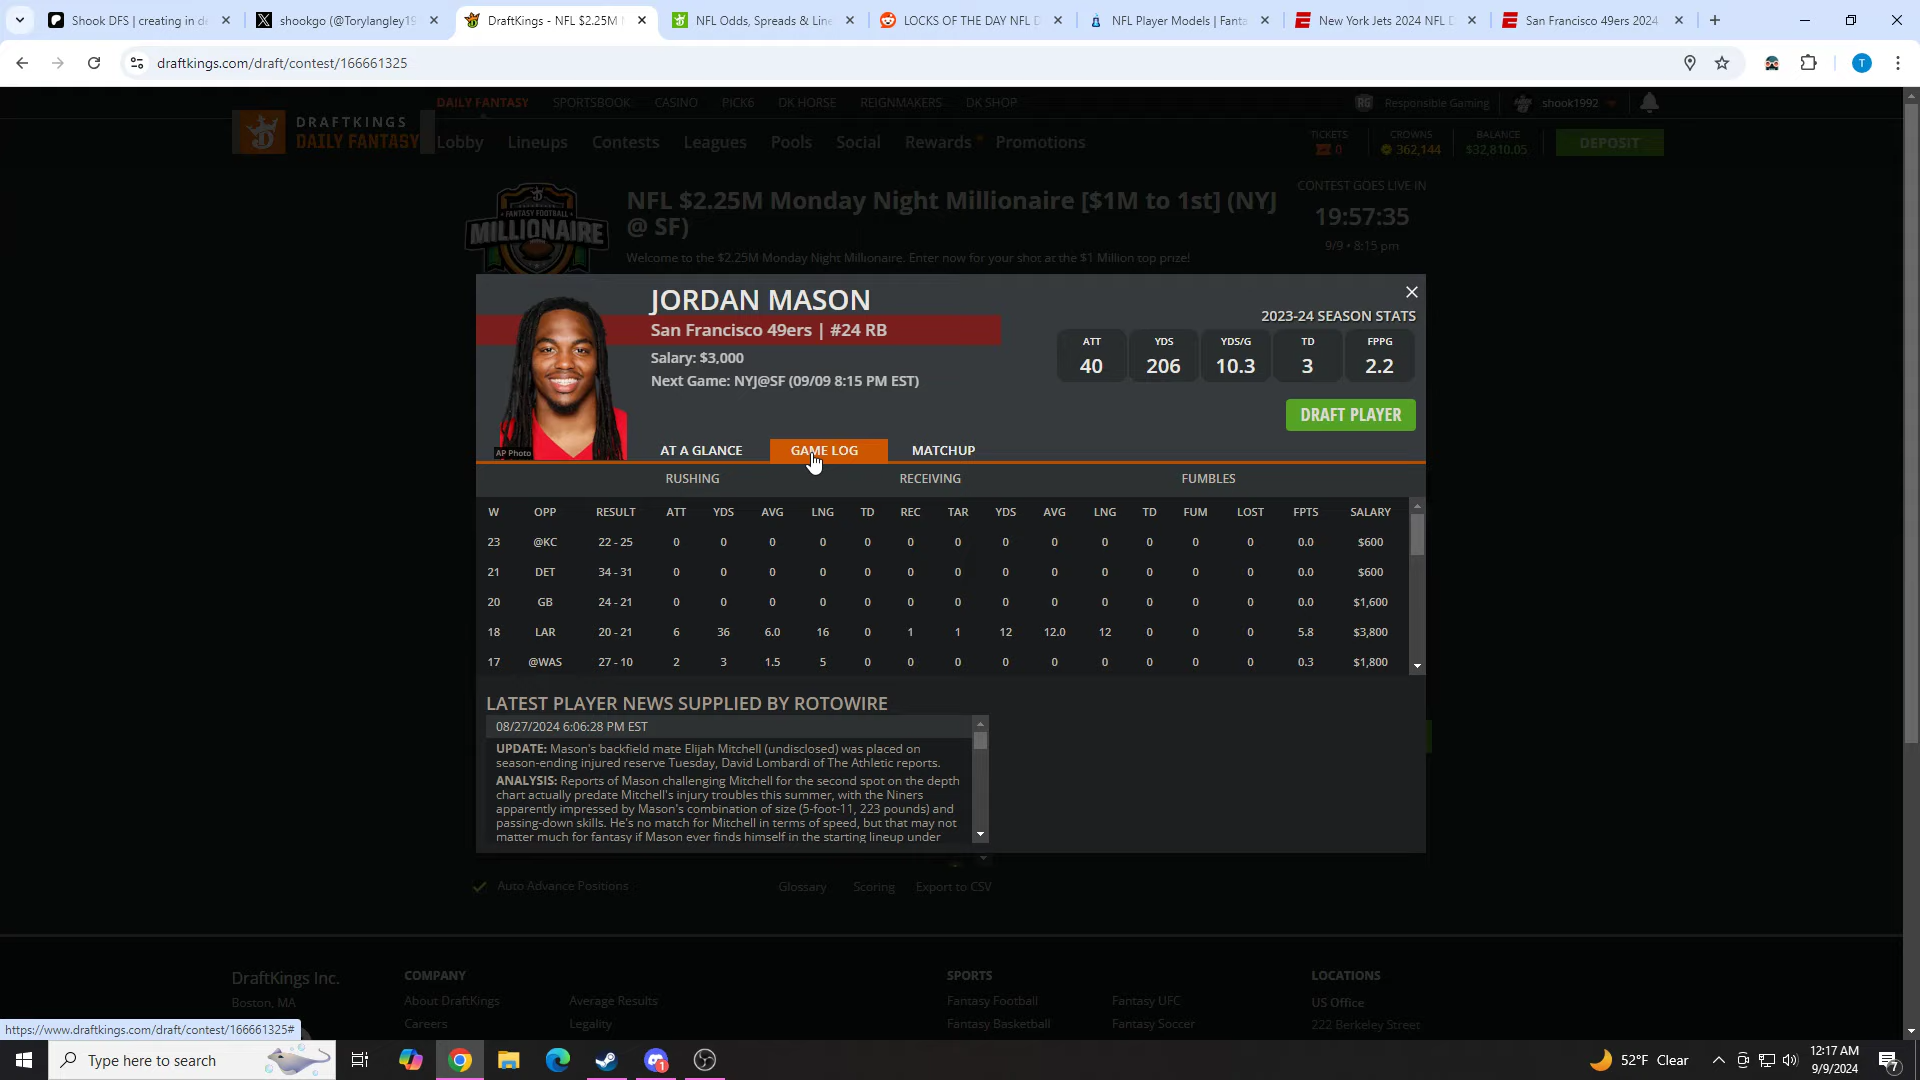 Shook DFS | creating in de
shookgo (@Torylangley19
DraftKings - NFL $2.25M
NFL Odds, Spreads & Line
LOCKS OF THE DAY NFL D
NFL Player Models | Fanta
New York Jets 2024 NFL D
San Francisco 49ers 2024
draftkings.com/draft/contest/166661325
T
DAILY FANTASY SPORTSBOOK CASINO PICK6 DK HORSE REIGNMAKERS DK SHOP
RG Responsible Gaming shook1992
DRAFTKINGS
DAILY FANTASY
Lobby Lineups Contests Leagues Pools Social Rewards Promotions
TICKETS CROWNS BALANCE
0 362,144 $32,810.05
DEPOSIT
FANTASY FOOTBALL
MILLIONAIRE
NFL $2.25M Monday Night Millionaire [$1M to 1st] (NYJ
@ SF)
Welcome to the $2.25M Monday Night Millionaire. Enter now for your shot at the $1 Million top prize!
CONTEST GOES LIVE IN
19:57:35
9/9 • 8:15 pm
JORDAN MASON
San Francisco 49ers | #24 RB
Salary: $3,000
Next Game: NYJ@SF (09/09 8:15 PM EST)
AP Photo
2023-24 SEASON STATS
ATT YDS YDS/G TD FPPG
40 206 10.3 3 2.2
DRAFT PLAYER
AT A GLANCE GAME LOG MATCHUP
RUSHING RECEIVING FUMBLES
W OPP RESULT ATT YDS AVG LNG TD REC TAR YDS AVG LNG TD FUM LOST FPTS SALARY
23 @KC 22 - 25 0 0 0 0 0 0 0 0 0 0 0 0 0 0.0 $600
21 DET 34 - 31 0 0 0 0 0 0 0 0 0 0 0 0 0 0.0 $600
20 GB 24 - 21 0 0 0 0 0 0 0 0 0 0 0 0 0 0.0 $1,600
18 LAR 20 - 21 6 36 6.0 16 0 1 1 12 12.0 12 0 0 0 5.8 $3,800
17 @WAS 27 - 10 2 3 1.5 5 0 0 0 0 0 0 0 0 0 0.3 $1,800
LATEST PLAYER NEWS SUPPLIED BY ROTOWIRE
08/27/2024 6:06:28 PM EST
UPDATE: Mason's backfield mate Elijah Mitchell (undisclosed) was placed on
season-ending injured reserve Tuesday, David Lombardi of The Athletic reports.
ANALYSIS: Reports of Mason challenging Mitchell for the second spot on the depth
chart actually predate Mitchell's injury troubles this summer, with the Niners
apparently impressed by Mason's combination of size (5-foot-11, 223 pounds) and
passing-down skills. He's no match for Mitchell in terms of speed, but that may not
matter much for fantasy if Mason ever finds himself in the starting lineup under
Auto Advance Positions
Glossary Scoring Export to CSV
DraftKings Inc.
Boston, MA
COMPANY
About DraftKings Average Results
Careers Legality
SPORTS
Fantasy Football Fantasy UFC
Fantasy Basketball Fantasy Soccer
LOCATIONS
US Office
222 Berkeley Street
https://www.draftkings.com/draft/contest/166661325#
Type here to search
1
52°F Clear
12:17 AM
9/9/2024
7